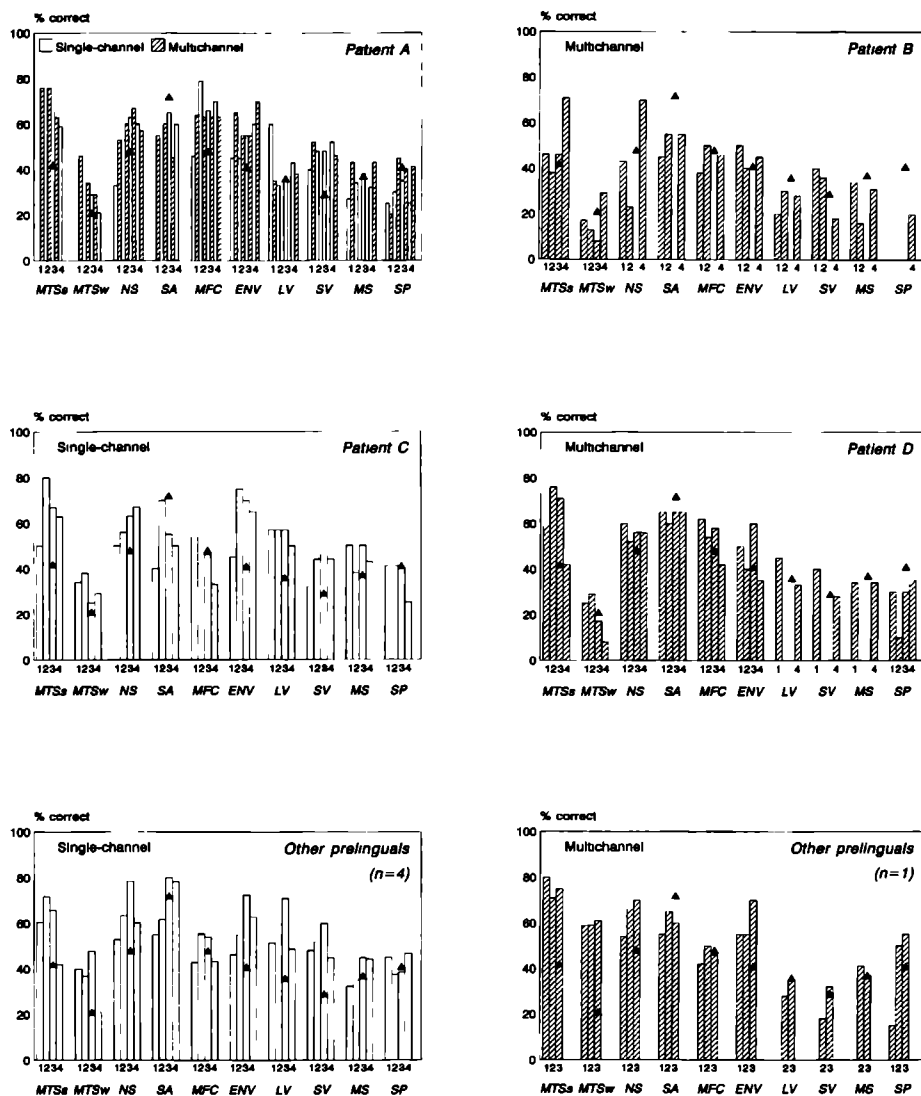 % correct
100
Single-channel Multichannel Patient A
80
60
40
20
0
1234 1234 1234 1234 1234 1234 1234 1234 1234 1234
MTSs MTSw NS SA MFC ENV LV SV MS SP
% correct
100
Multichannel Patient B
80
60
40
20
0
1234 1234 12 4 12 4 12 4 12 4 12 4 12 4 12 4 4
MTSs MTSw NS SA MFC ENV LV SV MS SP
% correct
100
Single-channel Patient C
80
60
40
20
0
1234 1234 1234 1234 1234 1234 1234 1234 1234 1234
MTSs MTSw NS SA MFC ENV LV SV MS SP
% correct
100
Multichannel Patient D
80
60
40
20
0
1234 1234 1234 1234 1234 1234 1 4 1 4 1 4 1234
MTSs MTSw NS SA MFC ENV LV SV MS SP
% correct
100
Single-channel Other prelinguals
(n=4)
80
60
40
20
0
1234 1234 1234 1234 1234 1234 1234 1234 1234 1234
MTSs MTSw NS SA MFC ENV LV SV MS SP
% correct
100
Multichannel Other prelinguals
(n=1)
80
60
40
20
0
123 123 123 123 123 123 23 23 23 123
MTSs MTSw NS SA MFC ENV LV SV MS SP